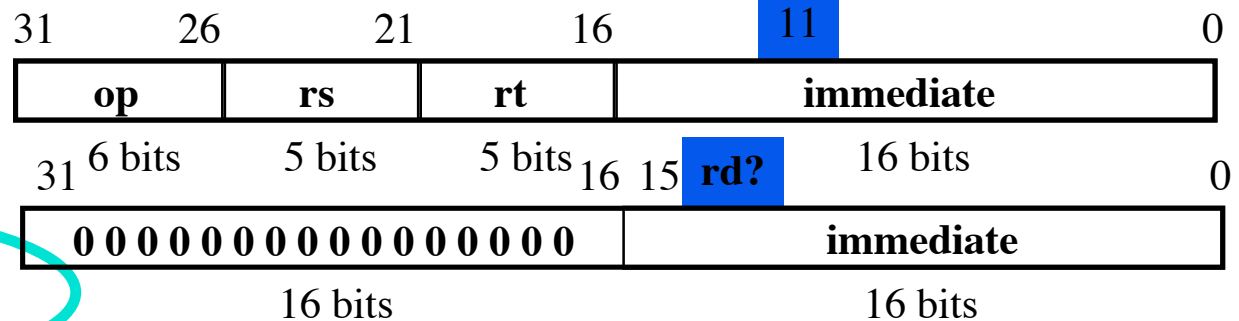 31 26 21 16 11 0
op rs rt immediate
6 bits 5 bits 5 bits 16 bits
31 16 15 rd? 0
0 0 0 0 0 0 0 0 0 0 0 0 0 0 0 0 immediate
16 bits 16 bits